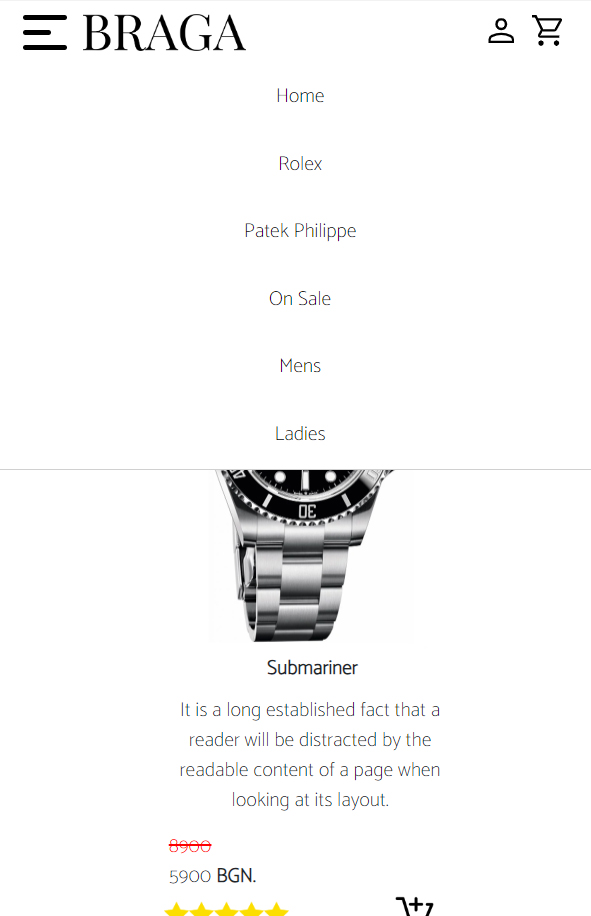 BRAGA
Home
Rolex
Patek Philippe
On Sale
Mens
Ladies
30
Submariner
It is a long established fact that a
reader will be distracted by the
readable content of a page when
looking at its layout.
8900
5900 BGN.